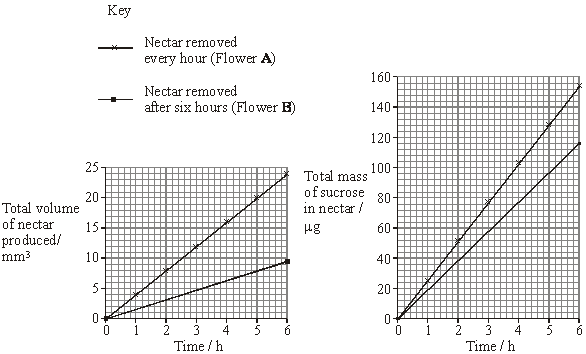 Key
Nectar removed
every hour (Flower A)
Nectar removed
after six hours (Flower B)
25
20
15
10
5
0
Total volume
of nectar
produced/
mm³
0 1 2 3 4 5 6
Time / h
160
140
120
100
80
60
40
20
0
Total mass
of sucrose
in nectar /
µg
0 1 2 3 4 5 6
Time / h